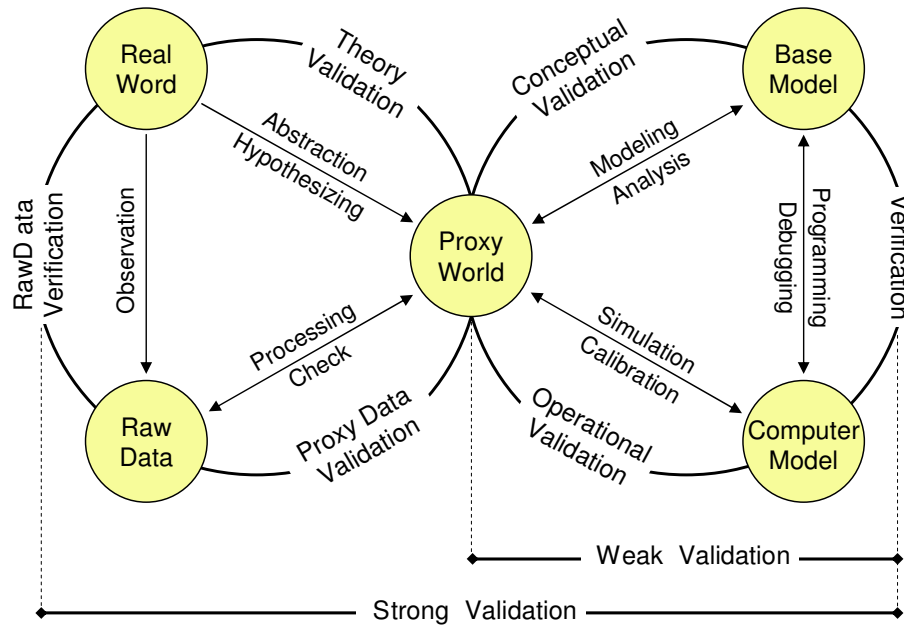 Real
Word
Theory
Validation
Conceptual
Validation
Base
Model
Abstraction
Hypothesizing
Modeling
Analysis
RawD ata
Verification
Observation
Proxy
World
Programming
Debugging
Verification
Processing
Check
Simulation
Calibration
Raw
Data
Proxy Data
Validation
Operational
Validation
Computer
Model
Weak Validation
Strong Validation